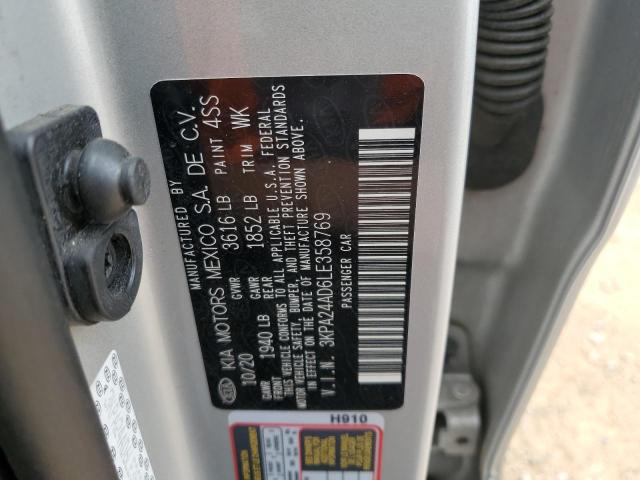 MANUFACTURED BY
KIA MOTORS MEXICO S.A. DE C.V.
10/20 GVWR 3616 LB PAINT 4SS
GAWR FRONT 1940 LB GAWR REAR 1852 LB TRIM WK
THIS VEHICLE CONFORMS TO ALL APPLICABLE U.S.A. FEDERAL
MOTOR VEHICLE SAFETY, BUMPER, AND THEFT PREVENTION STANDARDS
IN EFFECT ON THE DATE OF MANUFACTURE SHOWN ABOVE.
V.I.N. 3KPA24AD6LE358769
PASSENGER CAR
KIA
H910